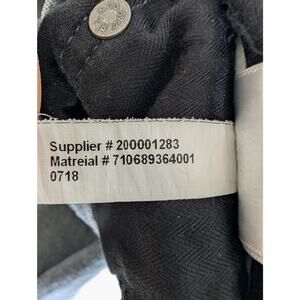 Supplier # 200001283
Matreial # 710689364001
0718